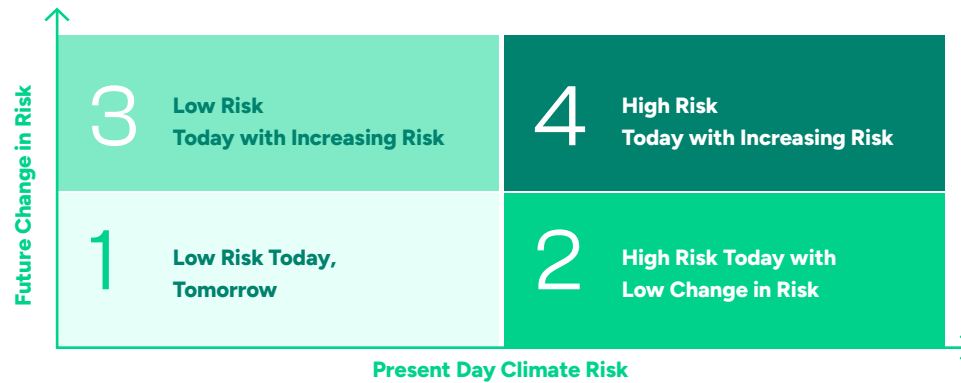 Future Change in Risk
3
Low Risk
Today with Increasing Risk
4
High Risk
Today with Increasing Risk
1
Low Risk Today,
Tomorrow
2
High Risk Today with
Low Change in Risk
Present Day Climate Risk